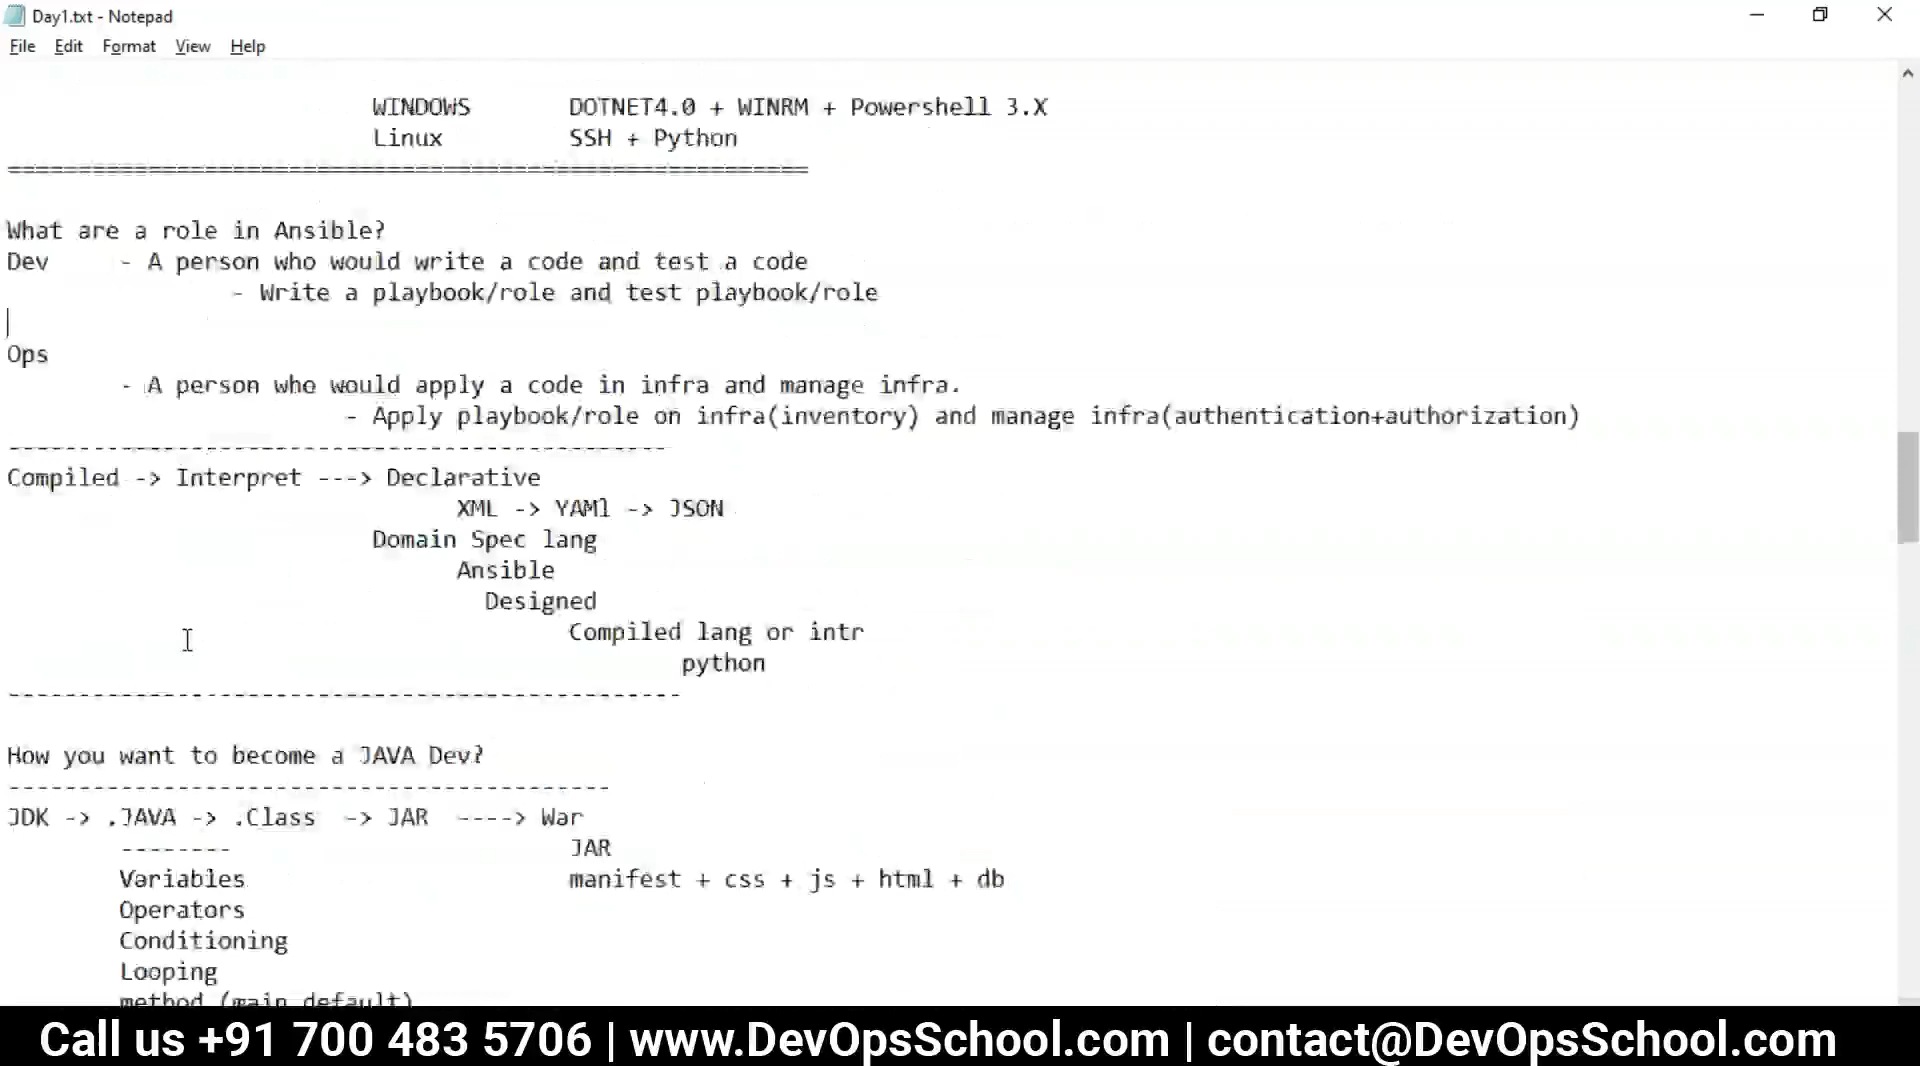 Day1.txt - Notepad
File Edit Format View Help
WINDOWS DOTNET4.0 + WINRM + Powershell 3.X
Linux SSH + Python
=========================================================
What are a role in Ansible?
Dev - A person who would write a code and test a code
- Write a playbook/role and test playbook/role
Ops
- A person who would apply a code in infra and manage infra.
- Apply playbook/role on infra(inventory) and manage infra(authentication+authorization)
-----------------------------------------------
Compiled -> Interpret ---> Declarative
XML -> YAMl -> JSON
Domain Spec lang
Ansible
Designed
Compiled lang or intr
python
------------------------------------------------
How you want to become a JAVA Dev?
-------------------------------------------
JDK -> .JAVA -> .Class -> JAR ----> War
-------- JAR
Variables manifest + css + js + html + db
Operators
Conditioning
Looping
method (main default)
Call us +91 700 483 5706 | www.DevOpsSchool.com | contact@DevOpsSchool.com